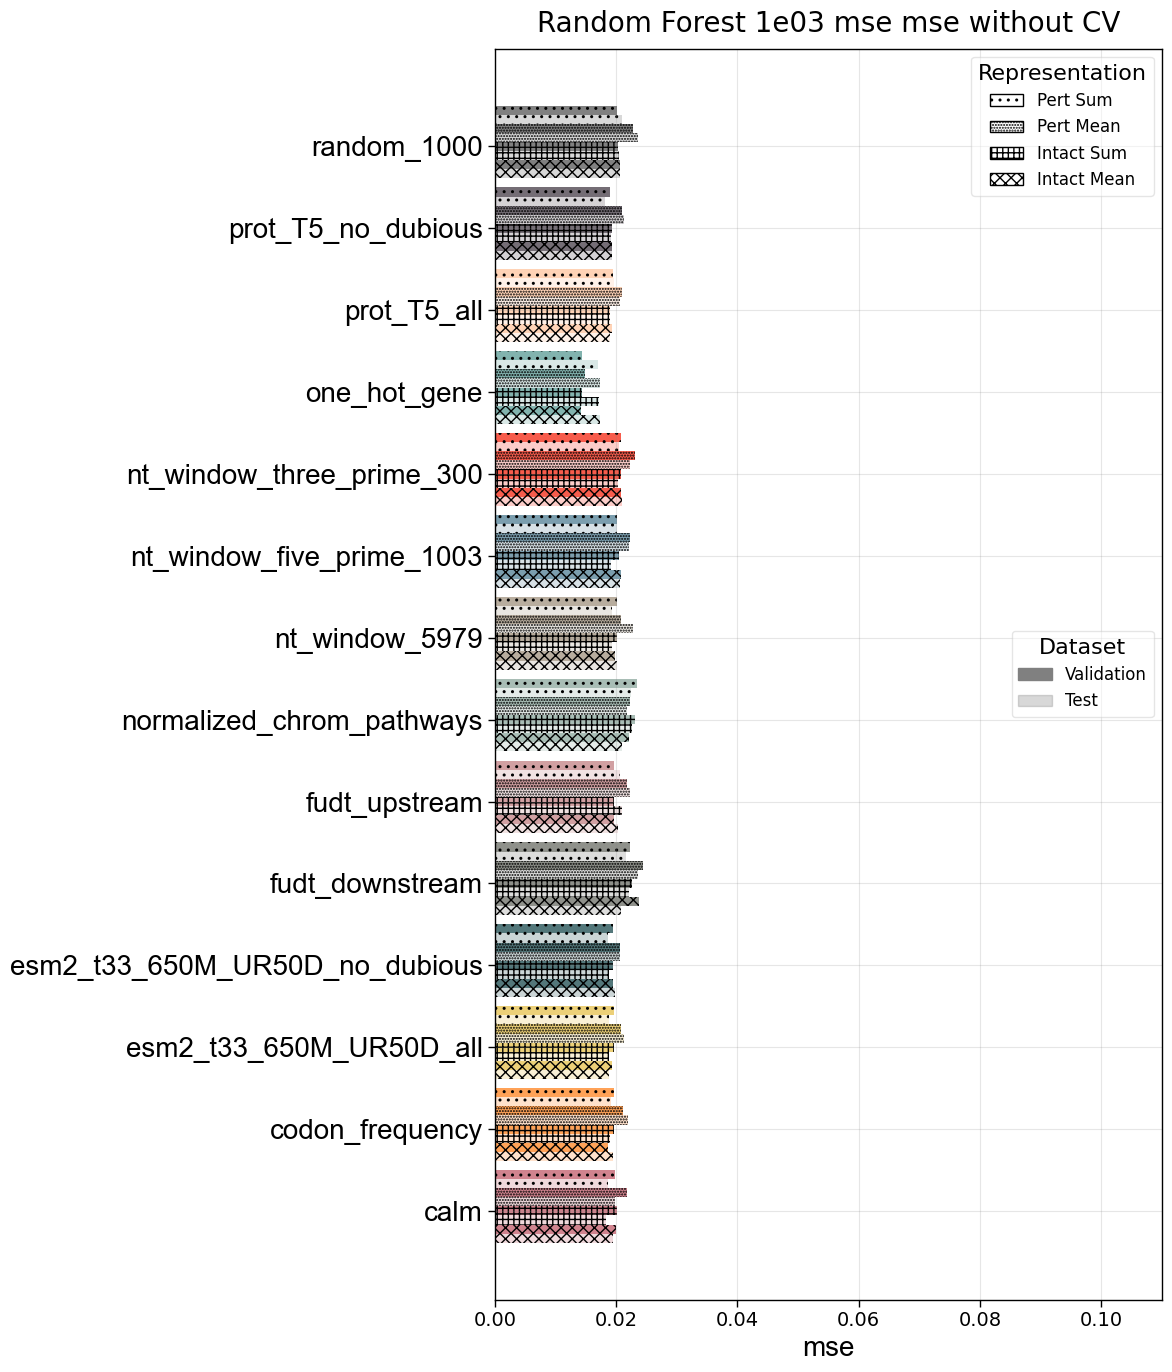 Random Forest 1e03 mse mse without CV
Representation
Pert Sum
Pert Mean
Intact Sum
Intact Mean
random_1000
prot_T5_no_dubious
prot_T5_all
one_hot_gene
nt_window_three_prime_300
nt_window_five_prime_1003
nt_window_5979
Dataset
Validation
Test
normalized_chrom_pathways
fudt_upstream
fudt_downstream
esm2_t33_650M_UR50D_no_dubious
esm2_t33_650M_UR50D_all
codon_frequency
calm
0.00 0.02 0.04 0.06 0.08 0.10
mse